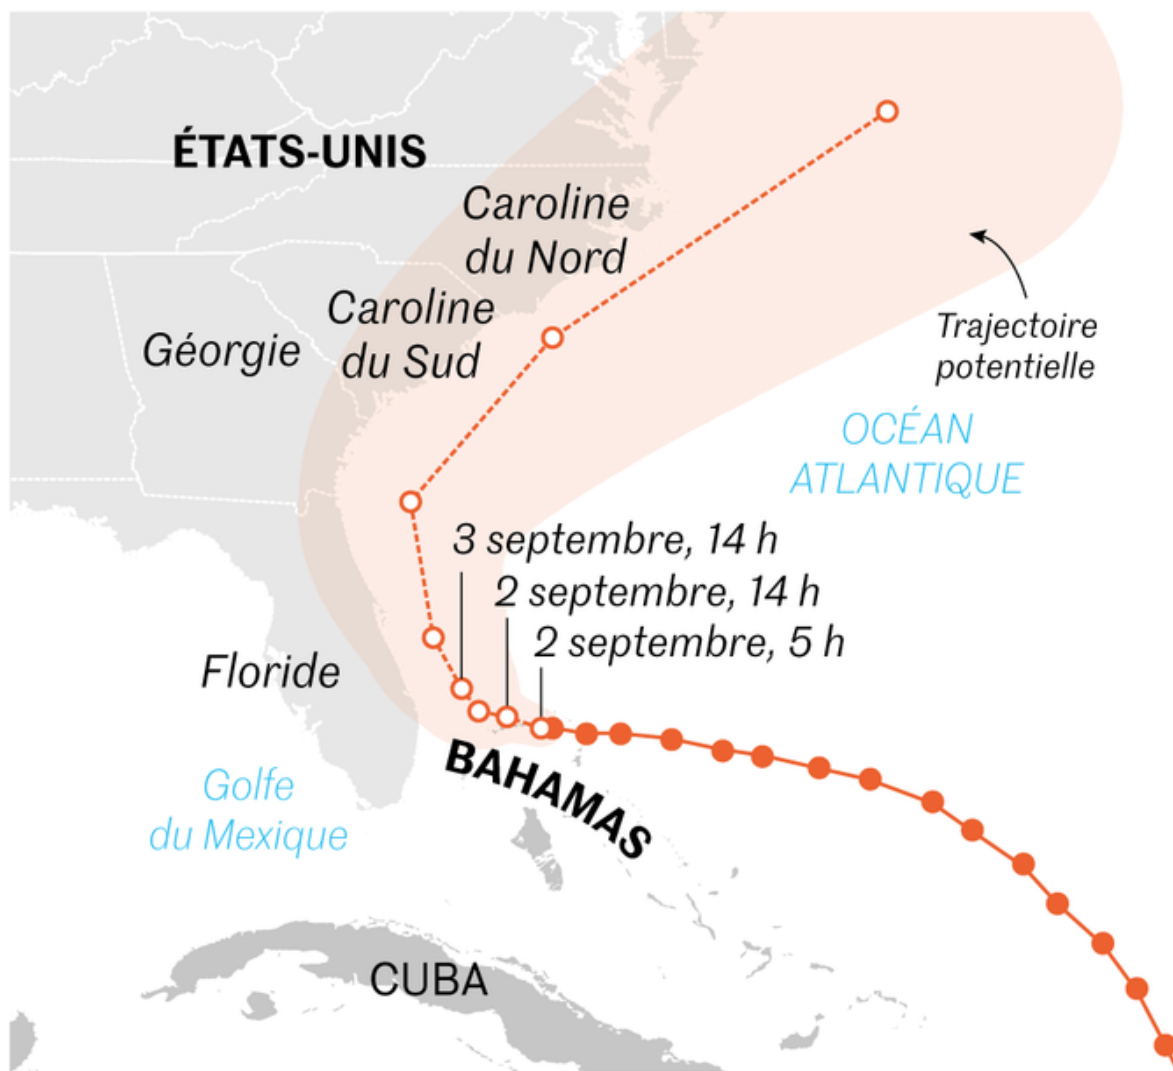 ÉTATS-UNIS
Caroline
du Nord
Caroline
du Sud
Géorgie
Trajectoire
potentielle
OCÉAN
ATLANTIQUE
3 septembre, 14 h
2 septembre, 14 h
2 septembre, 5 h
Floride
BAHAMAS
Golfe
du Mexique
CUBA